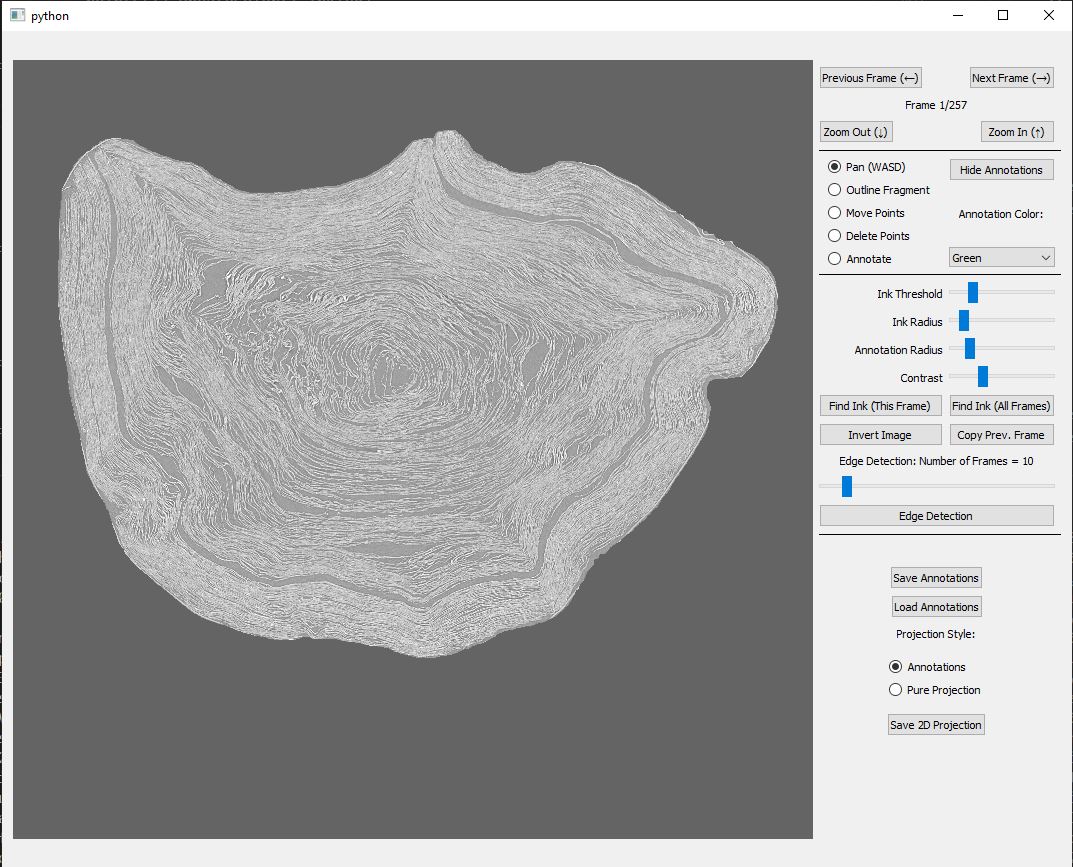 python
Previous Frame (←)
Next Frame (→)
Frame 1/257
Zoom Out (↓)
Zoom In (↑)
Pan (WASD)
Hide Annotations
Outline Fragment
Move Points
Annotation Color:
Delete Points
Annotate
Green
Ink Threshold
Ink Radius
Annotation Radius
Contrast
Find Ink (This Frame)
Find Ink (All Frames)
Invert Image
Copy Prev. Frame
Edge Detection: Number of Frames = 10
Edge Detection
Save Annotations
Load Annotations
Projection Style:
Annotations
Pure Projection
Save 2D Projection